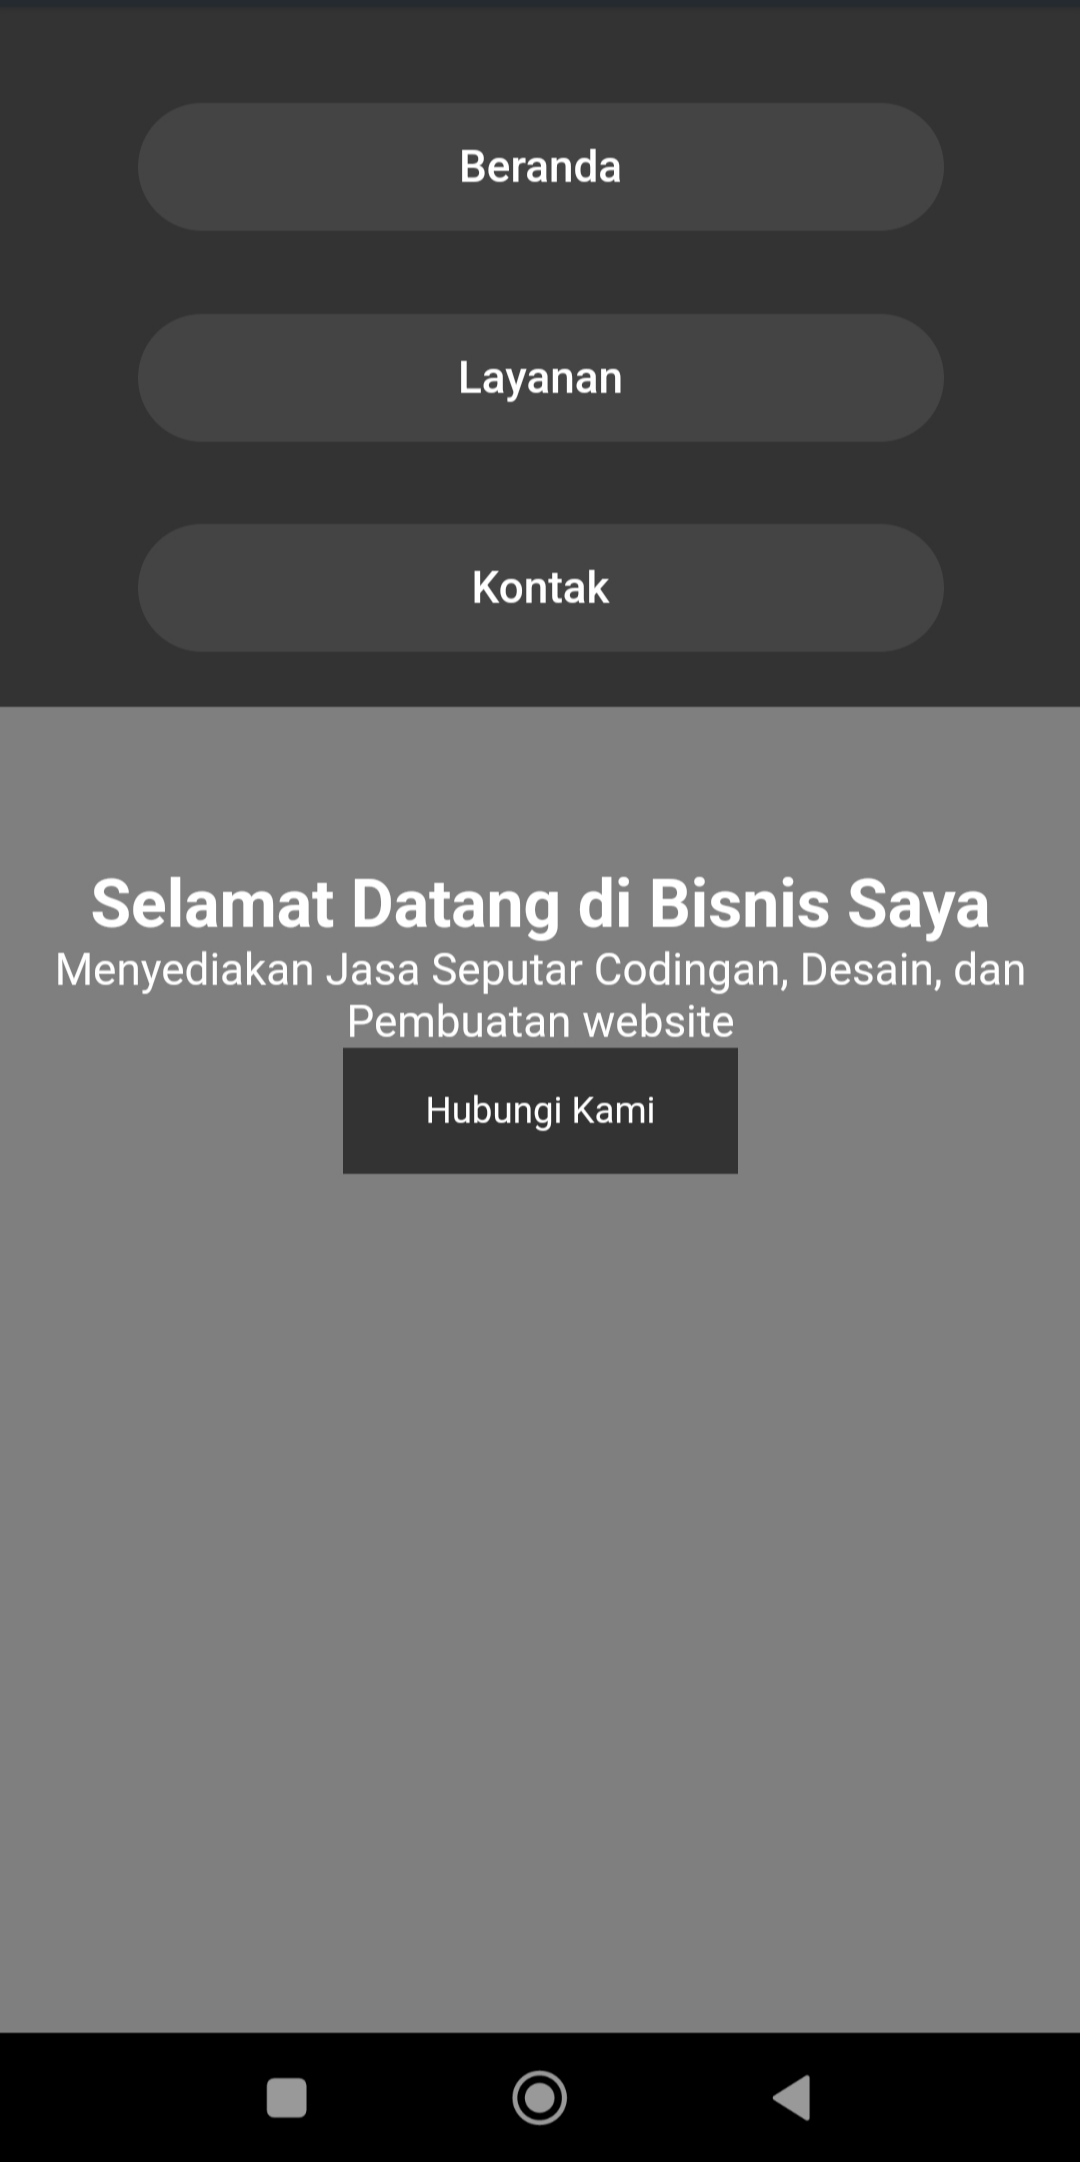 Beranda
Layanan
Kontak
Selamat Datang di Bisnis Saya
Menyediakan Jasa Seputar Codingan, Desain, dan
Pembuatan website
Hubungi Kami